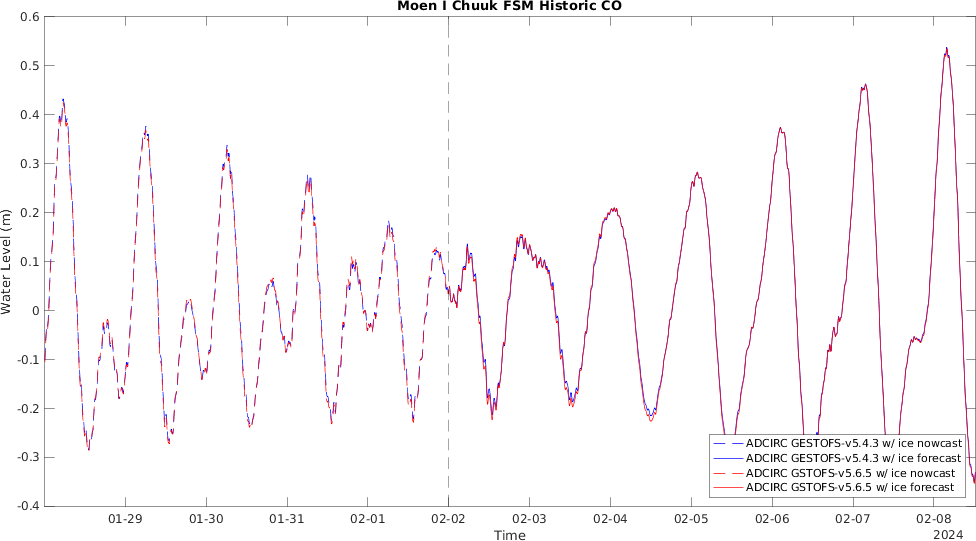 Moen I Chuuk FSM Historic CO
0.6
0.5
0.4
0.3
0.2
0.1
0
-0.1
-0.2
-0.3
-0.4
Water Level (m)
ADCIRC GESTOFS-v5.4.3 w/ ice nowcast
ADCIRC GESTOFS-v5.4.3 w/ ice forecast
ADCIRC GSTOFS-v5.6.5 w/ ice nowcast
ADCIRC GSTOFS-v5.6.5 w/ ice forecast
01-29 01-30 01-31 02-01 02-02 02-03 02-04 02-05 02-06 02-07 02-08
Time
2024